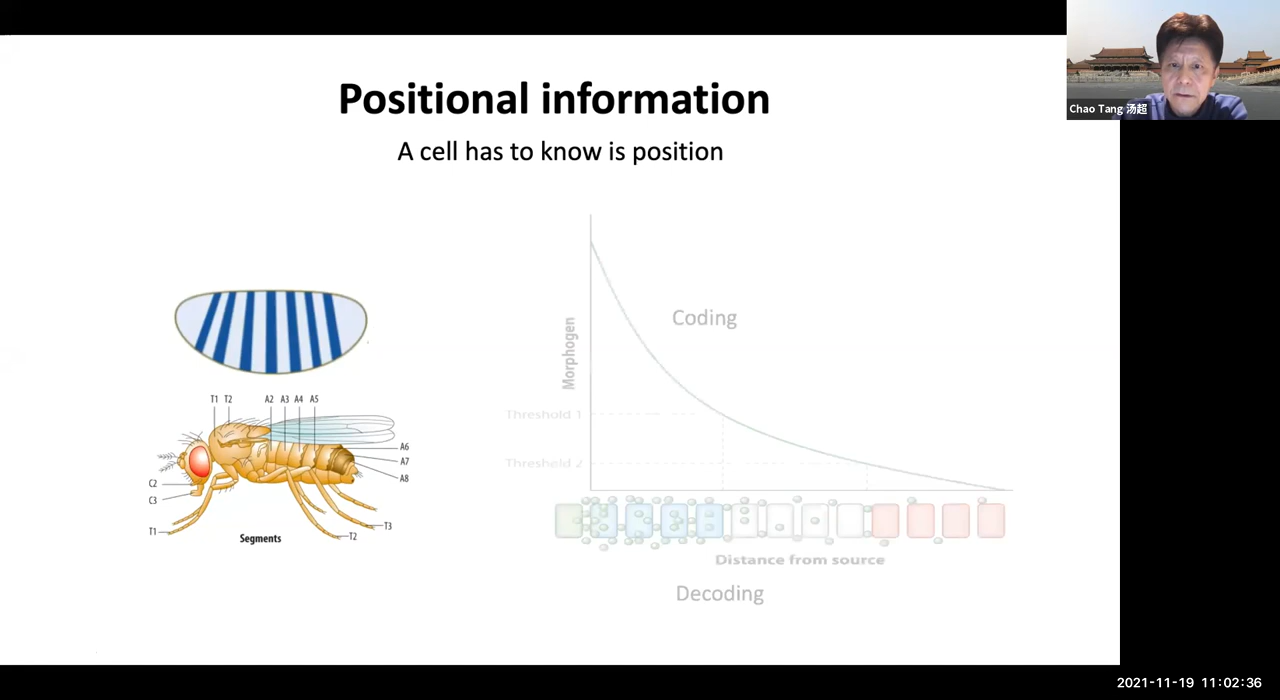 Positional information
A cell has to know is position
Chao Tang 汤超
Coding
Morphogen
Threshold 1
Threshold 2
Distance from source
Decoding
T1 T2 A2 A3 A4 A5
A6
A7
A8
C2
C3
T1
T3
T2
Segments
2021-11-19 11:02:36